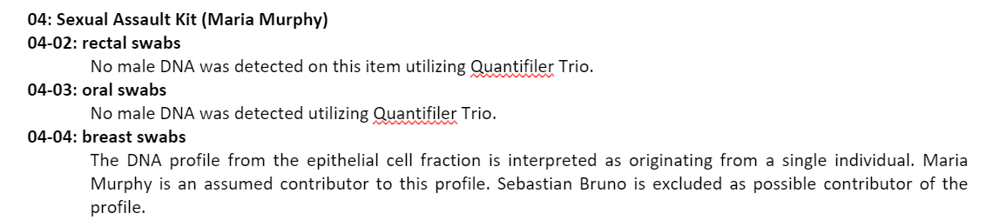 04: Sexual Assault Kit (Maria Murphy)
04-02: rectal swabs
No male DNA was detected on this item utilizing Quantifiler Trio.
04-03: oral swabs
No male DNA was detected utilizing Quantifiler Trio.
04-04: breast swabs
The DNA profile from the epithelial cell fraction is interpreted as originating from a single individual. Maria
Murphy is an assumed contributor to this profile. Sebastian Bruno is excluded as possible contributor of the
profile.